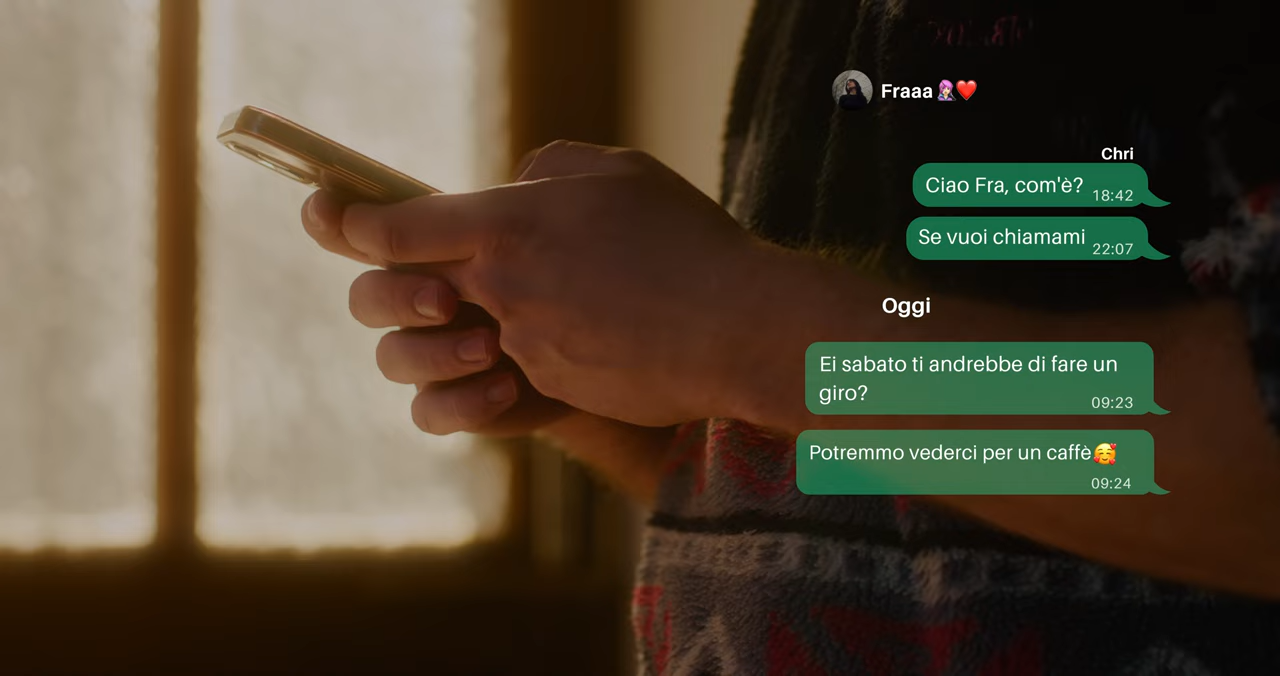 Fraaa 🧝🏻‍♀️❤️
Chri
Ciao Fra, com'è? 18:42
Se vuoi chiamami 22:07
Oggi
Ei sabato ti andrebbe di fare un
giro? 09:23
Potremmo vederci per un caffè🥰
09:24